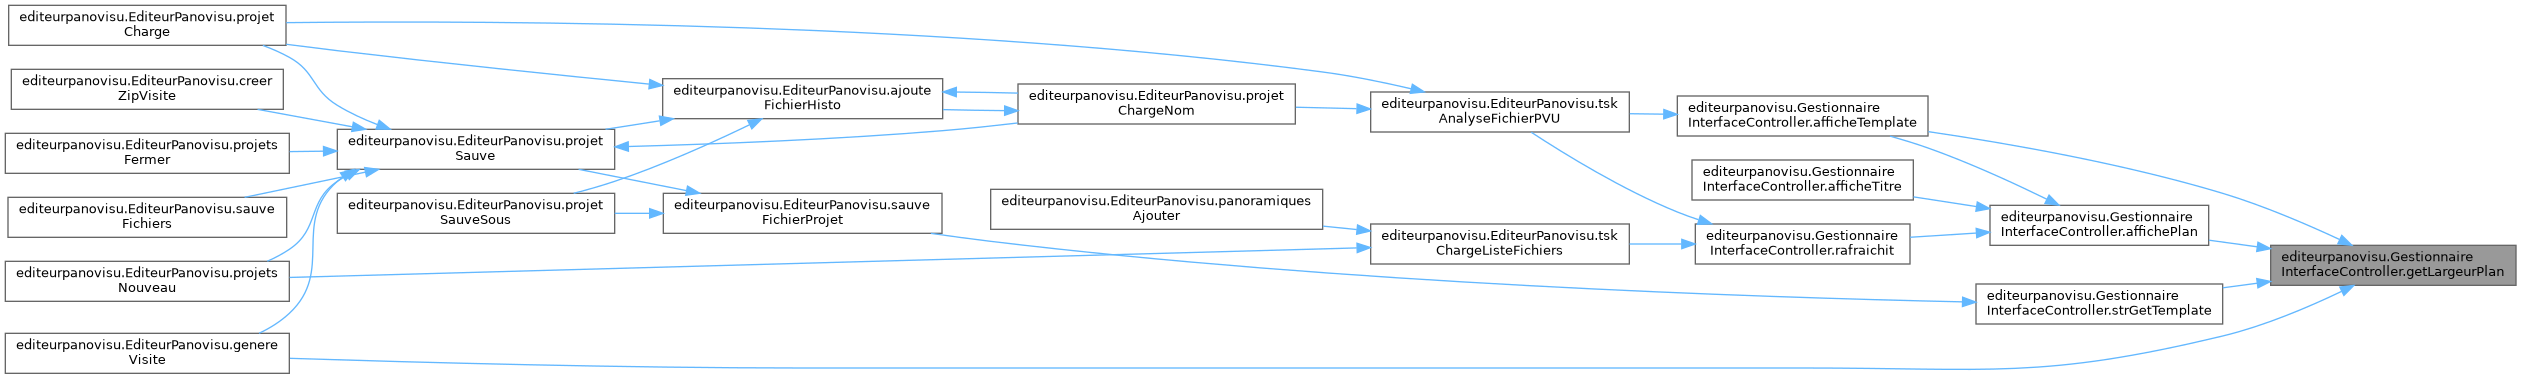 editeurpanovisu.EditeurPanovisu.projet
Charge
editeurpanovisu.EditeurPanovisu.creer
ZipVisite
editeurpanovisu.EditeurPanovisu.projets
Fermer
editeurpanovisu.EditeurPanovisu.sauve
Fichiers
editeurpanovisu.EditeurPanovisu.projets
Nouveau
editeurpanovisu.EditeurPanovisu.genere
Visite
editeurpanovisu.EditeurPanovisu.projet
Sauve
editeurpanovisu.EditeurPanovisu.projet
SauveSous
editeurpanovisu.EditeurPanovisu.ajoute
FichierHisto
editeurpanovisu.EditeurPanovisu.sauve
FichierProjet
editeurpanovisu.EditeurPanovisu.projet
ChargeNom
editeurpanovisu.EditeurPanovisu.panoramiques
Ajouter
editeurpanovisu.EditeurPanovisu.tsk
AnalyseFichierPVU
editeurpanovisu.EditeurPanovisu.tsk
ChargeListeFichiers
editeurpanovisu.Gestionnaire
InterfaceController.afficheTemplate
editeurpanovisu.Gestionnaire
InterfaceController.afficheTitre
editeurpanovisu.Gestionnaire
InterfaceController.rafraichit
editeurpanovisu.Gestionnaire
InterfaceController.affichePlan
editeurpanovisu.Gestionnaire
InterfaceController.strGetTemplate
editeurpanovisu.Gestionnaire
InterfaceController.getLargeurPlan